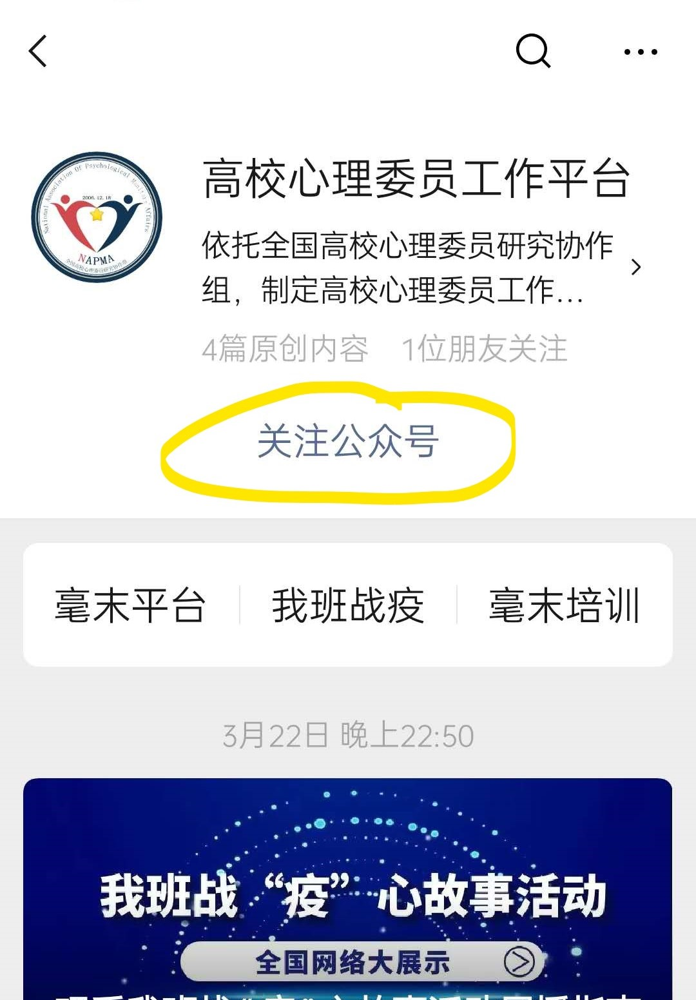 National Association Of Psychological Monitors Affairs
2006.12.18
NAPMA
全国高校心理委员研究协作组
高校心理委员工作平台
依托全国高校心理委员研究协作
组，制定高校心理委员工作...
4篇原创内容 1位朋友关注
关注公众号
毫末平台 我班战疫 毫末培训
3月22日 晚上22:50
我班战“疫”心故事活动
全国网络大展示